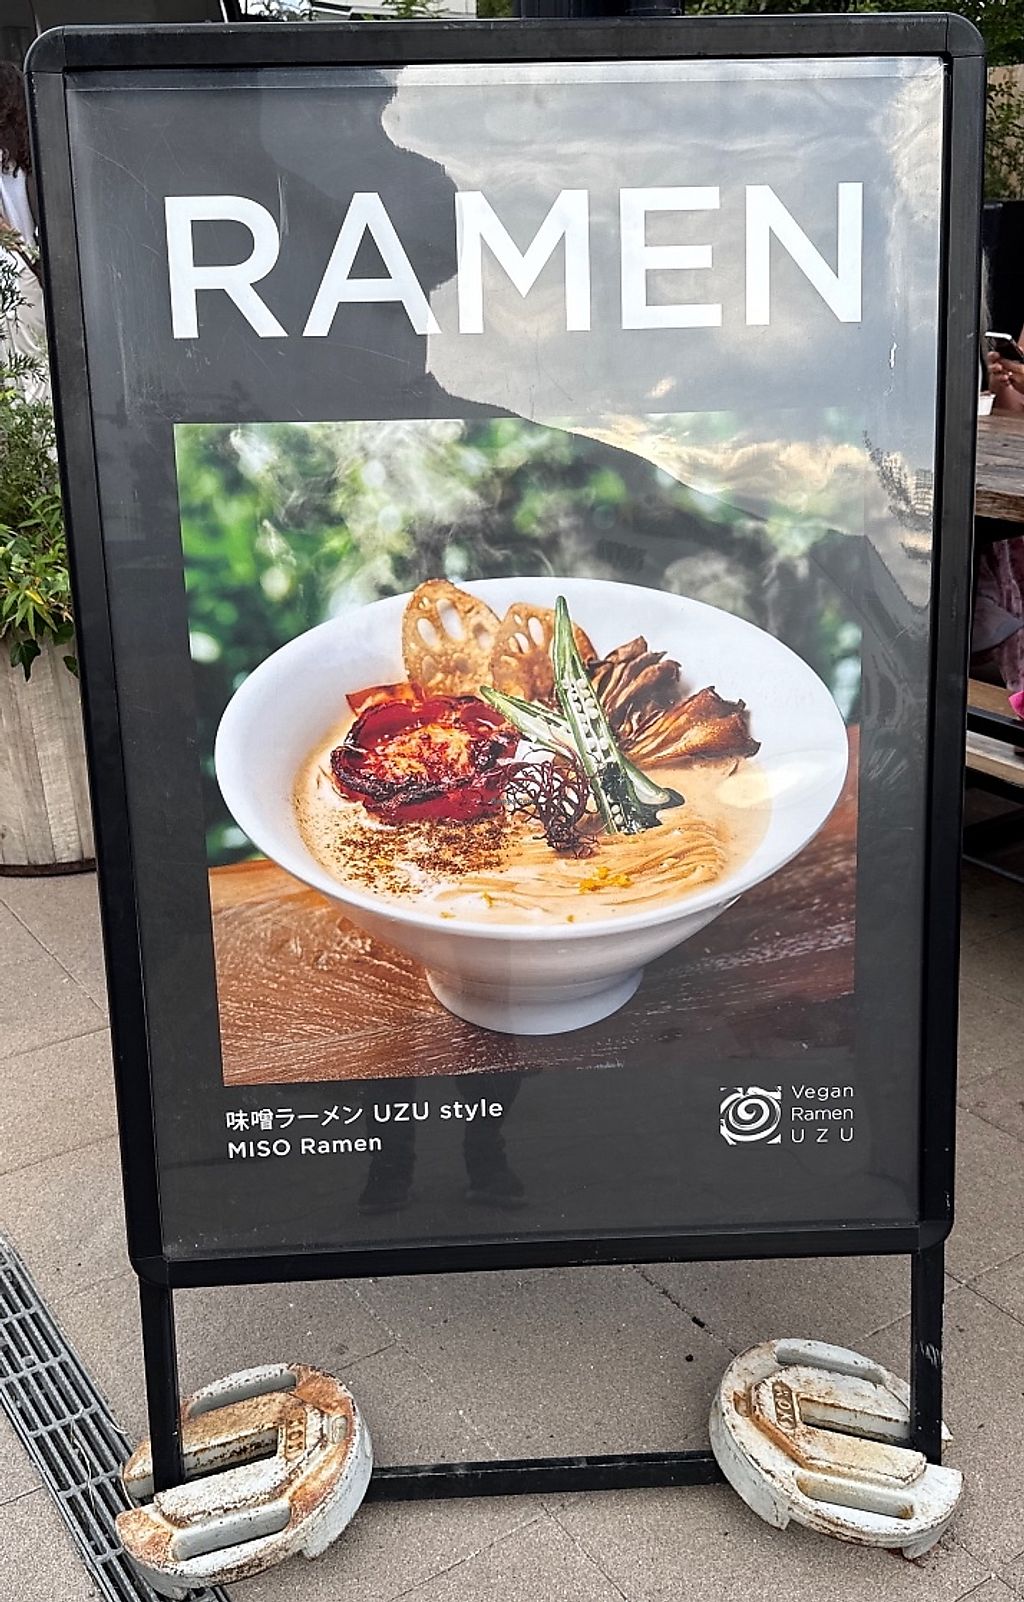 RAMEN
味噌ラーメン UZU style
MISO Ramen
Vegan
Ramen
UZU